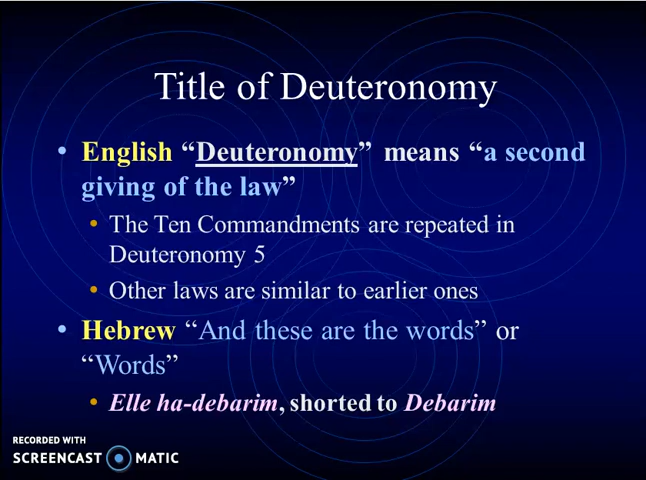 Title of Deuteronomy
• English “Deuteronomy” means “a second
giving of the law”
• The Ten Commandments are repeated in
Deuteronomy 5
• Other laws are similar to earlier ones
• Hebrew “And these are the words” or
“Words”
• Elle ha-debarim, shorted to Debarim
RECORDED WITH
SCREENCAST MATIC